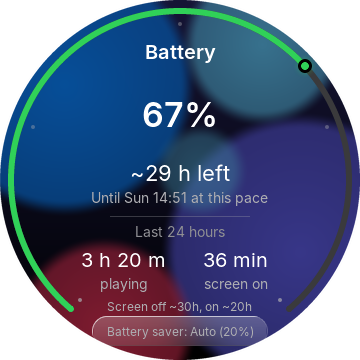 Battery
67%
~29 h left
Until Sun 14:51 at this pace
Last 24 hours
3 h 20 m 36 min
playing screen on
Screen off ~30h, on ~20h
Battery saver: Auto (20%)